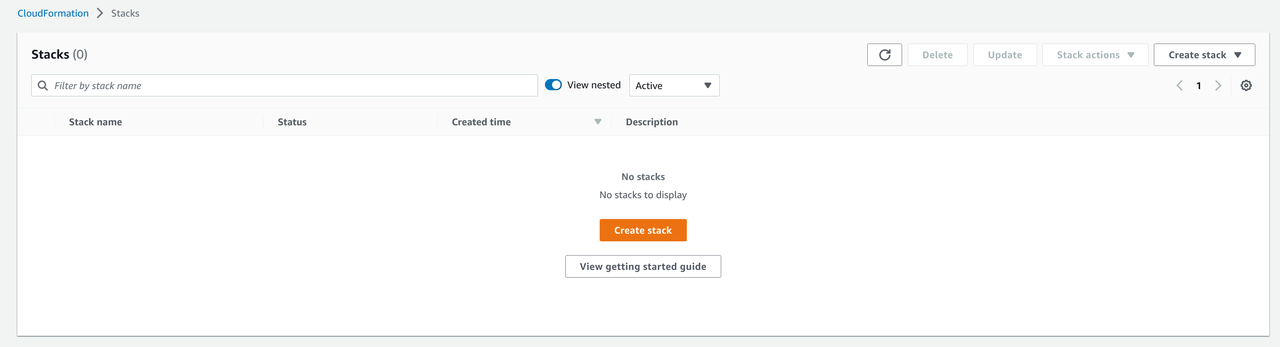 CloudFormation > Stacks
Stacks (0)
Delete
Update
Stack actions
Create stack
Filter by stack name
View nested
Active
1
Stack name
Status
Created time
Description
No stacks
No stacks to display
Create stack
View getting started guide